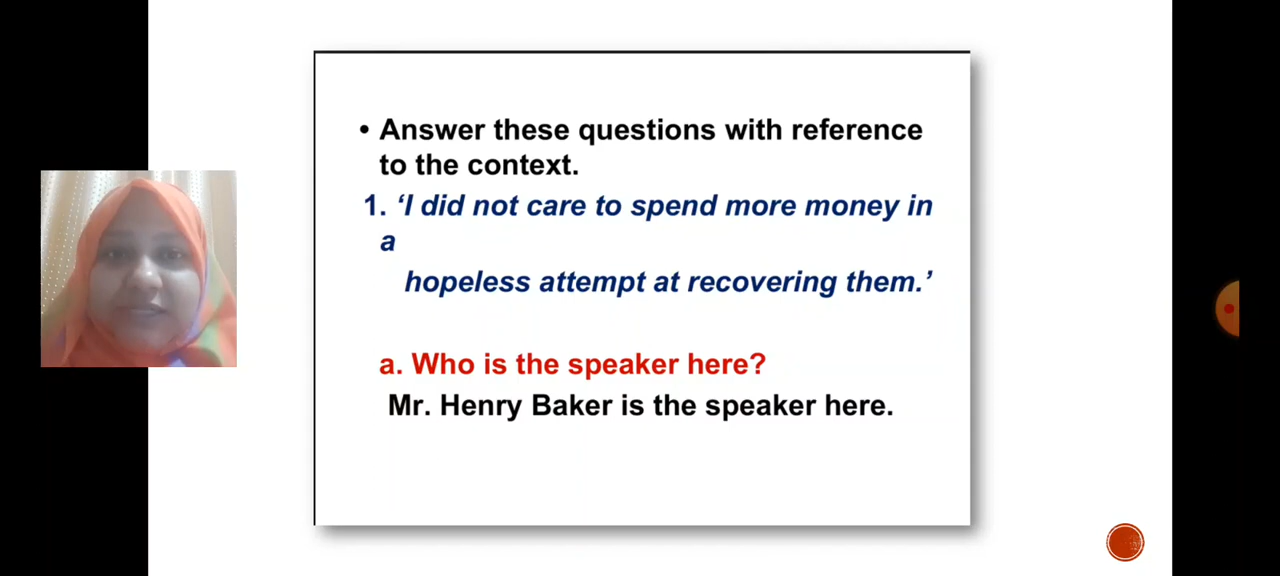 • Answer these questions with reference
to the context.
1. ‘I did not care to spend more money in
a
hopeless attempt at recovering them.’
a. Who is the speaker here?
Mr. Henry Baker is the speaker here.